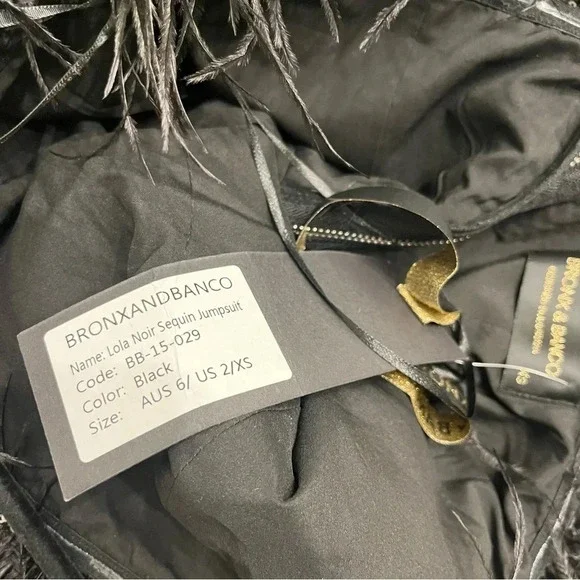 BRONXANDBANCO
Name: Lola Noir Sequin Jumpsuit
Code: BB-15-029
Color: Black
Size: AUS 6/ US 2/XS
BRONX & BANCO
XS
B